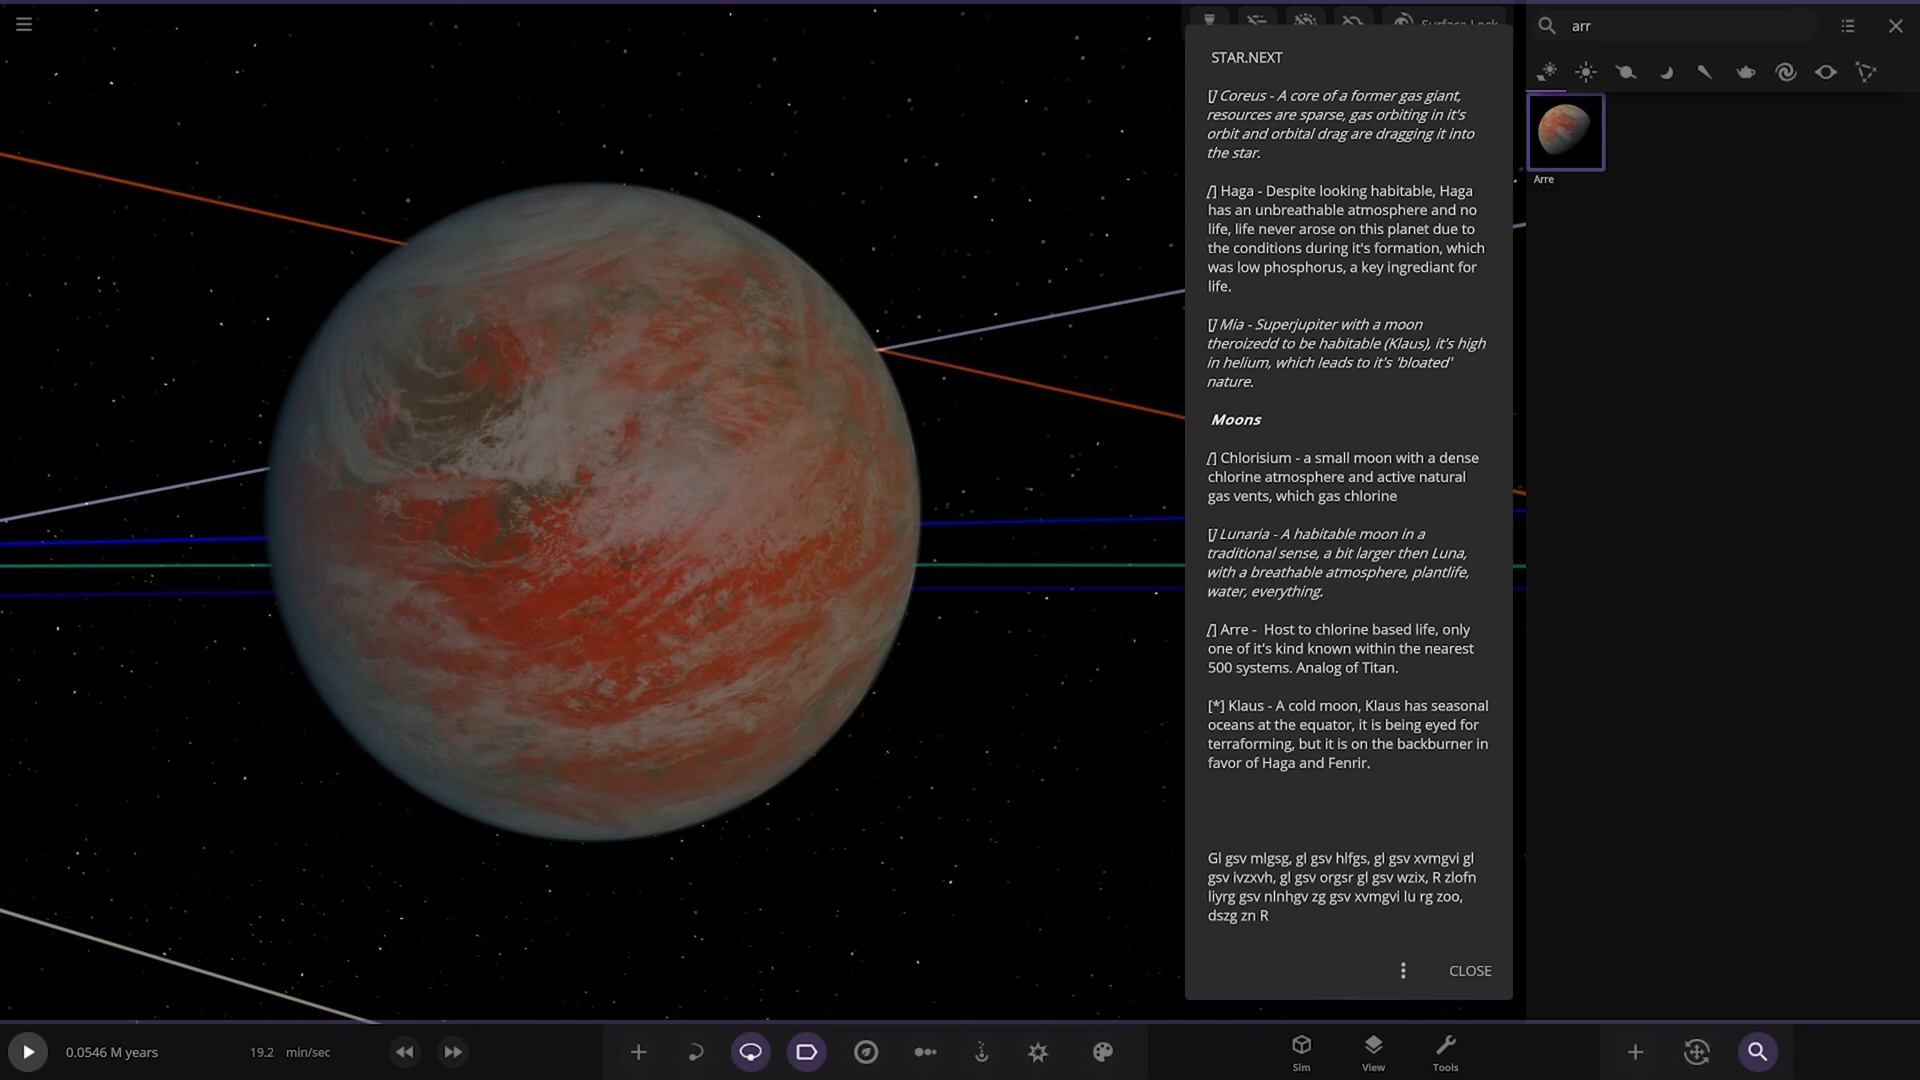 Surface Lock
arr
Arre
STAR.NEXT
[/] Coreus - A core of a former gas giant,
resources are sparse, gas orbiting in it's
orbit and orbital drag are dragging it into
the star.
[/] Haga - Despite looking habitable, Haga
has an unbreathable atmosphere and no
life, life never arose on this planet due to
the conditions during it's formation, which
was low phosphorus, a key ingrediant for
life.
[/] Mia - Superjupiter with a moon
theroizedd to be habitable (Klaus), it's high
in helium, which leads to it's 'bloated'
nature.
Moons
[/] Chlorisium - a small moon with a dense
chlorine atmosphere and active natural
gas vents, which gas chlorine
[/] Lunaria - A habitable moon in a
traditional sense, a bit larger then Luna,
with a breathable atmosphere, plantlife,
water, everything.
[/] Arre - Host to chlorine based life, only
one of it's kind known within the nearest
500 systems. Analog of Titan.
[*] Klaus - A cold moon, Klaus has seasonal
oceans at the equator, it is being eyed for
terraforming, but it is on the backburner in
favor of Haga and Fenrir.
Gl gsv mlgsg, gl gsv hlfgs, gl gsv xvmgvi gl
gsv ivzxvh, gl gsv orgsr gl gsv wzix, R zlofn
liyrg gsv nlnhgv zg gsv xvmgvi lu rg zoo,
dszg zn R
CLOSE
0.0546 M years
19.2 min/sec
Sim
View
Tools